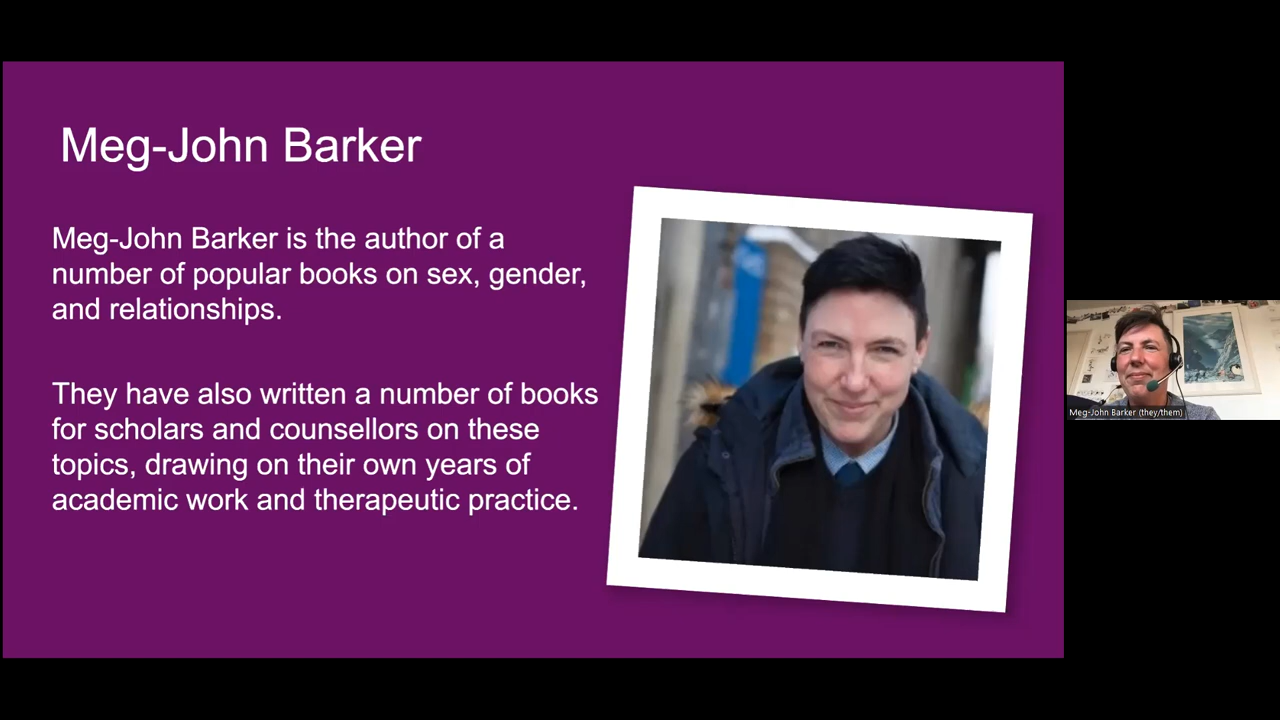 Meg-John Barker
Meg-John Barker is the author of a
number of popular books on sex, gender,
and relationships.
They have also written a number of books
for scholars and counsellors on these
topics, drawing on their own years of
academic work and therapeutic practice.
Meg-John Barker (they/them)